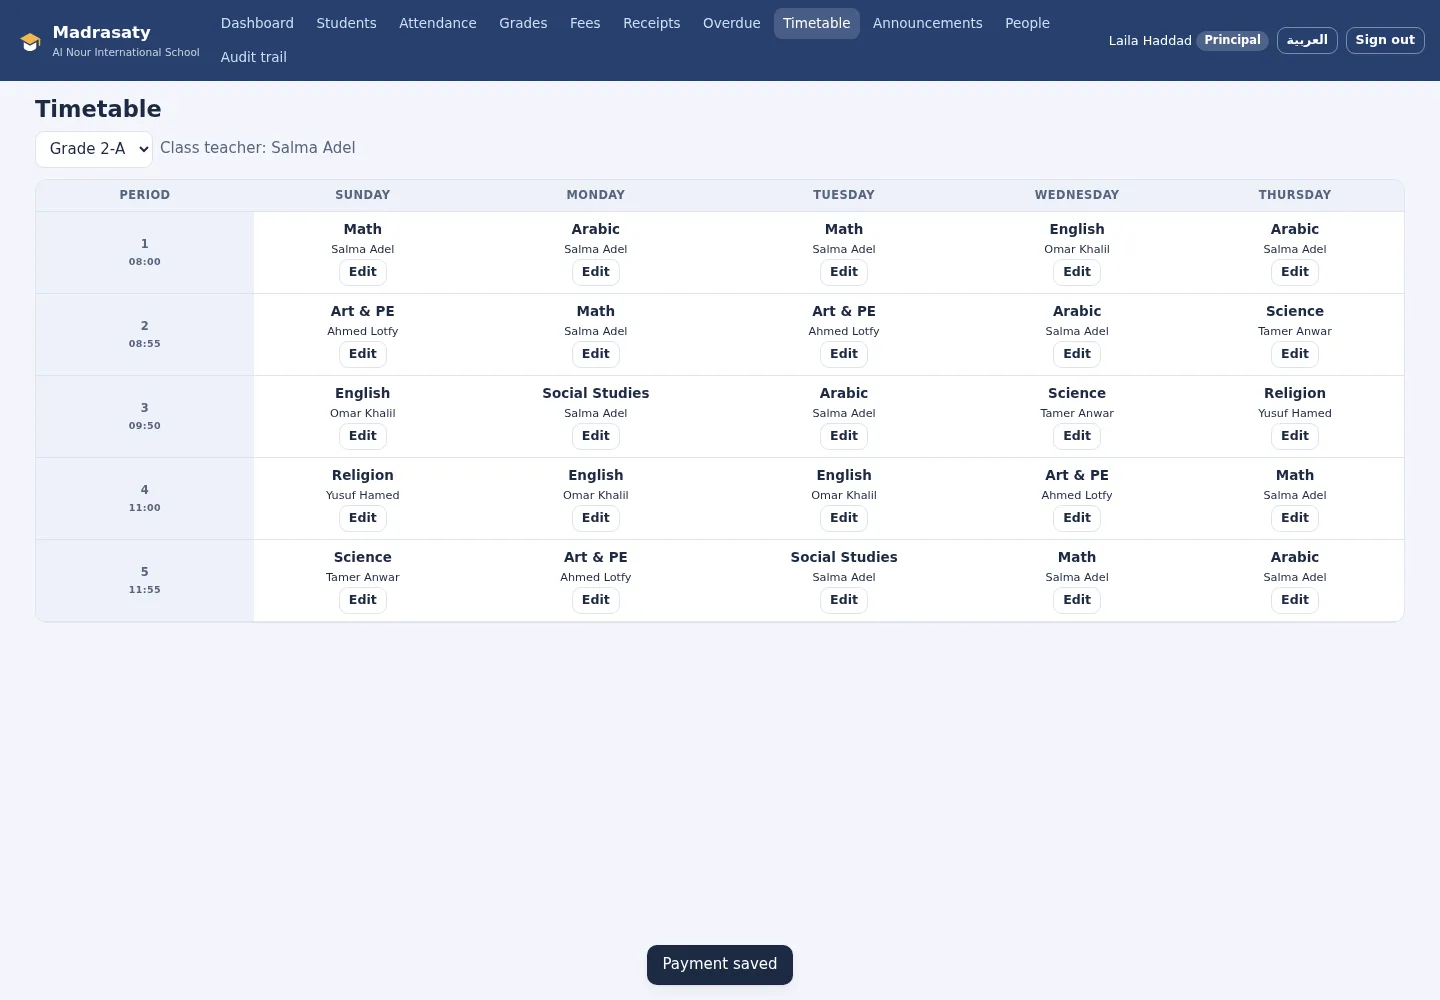 Madrasaty
Al Nour International School
Dashboard Students Attendance Grades Fees Receipts Overdue Timetable Announcements People
Audit trail
Laila Haddad Principal العربية Sign out
Timetable
Grade 2-A Class teacher: Salma Adel
PERIOD SUNDAY MONDAY TUESDAY WEDNESDAY THURSDAY
1 Math Arabic Math English Arabic
08:00 Salma Adel Salma Adel Salma Adel Omar Khalil Salma Adel
Edit Edit Edit Edit Edit
2 Art & PE Math Art & PE Arabic Science
08:55 Ahmed Lotfy Salma Adel Ahmed Lotfy Salma Adel Tamer Anwar
Edit Edit Edit Edit Edit
3 English Social Studies Arabic Science Religion
09:50 Omar Khalil Salma Adel Salma Adel Tamer Anwar Yusuf Hamed
Edit Edit Edit Edit Edit
4 Religion English English Art & PE Math
11:00 Yusuf Hamed Omar Khalil Omar Khalil Ahmed Lotfy Salma Adel
Edit Edit Edit Edit Edit
5 Science Art & PE Social Studies Math Arabic
11:55 Tamer Anwar Ahmed Lotfy Salma Adel Salma Adel Salma Adel
Edit Edit Edit Edit Edit
Payment saved